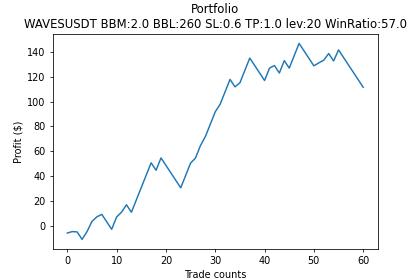 Portfolio
WAVESUSDT BBM:2.0 BBL:260 SL:0.6 TP:1.0 lev:20 WinRatio:57.0
140
120
100
80
60
40
20
0
Profit ($)
0 10 20 30 40 50 60
Trade counts